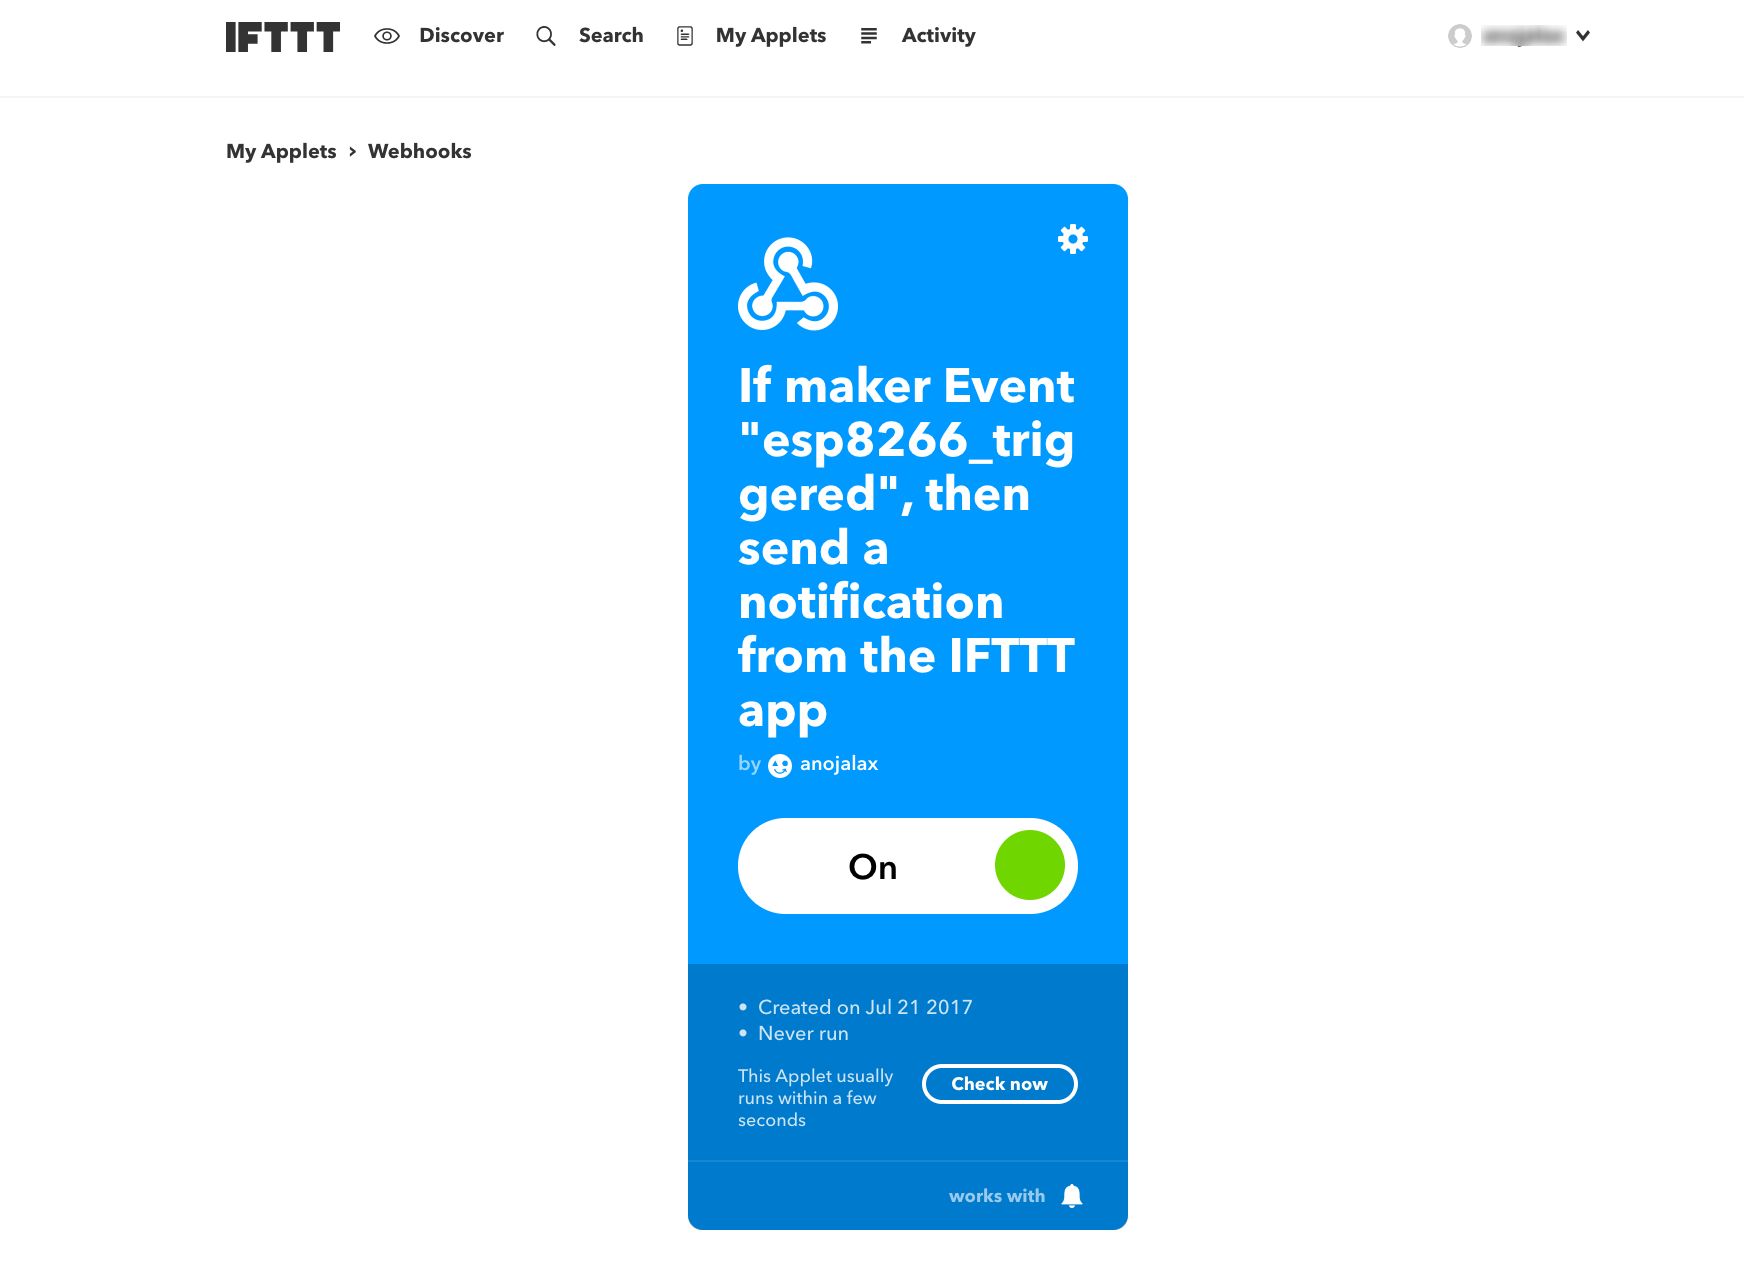 IFTTT Discover Search My Applets Activity
My Applets > Webhooks
If maker Event
"esp8266_trig
gered", then
send a
notification
from the IFTTT
app
by anojalax
On
• Created on Jul 21 2017
• Never run
This Applet usually
runs within a few
seconds
Check now
works with